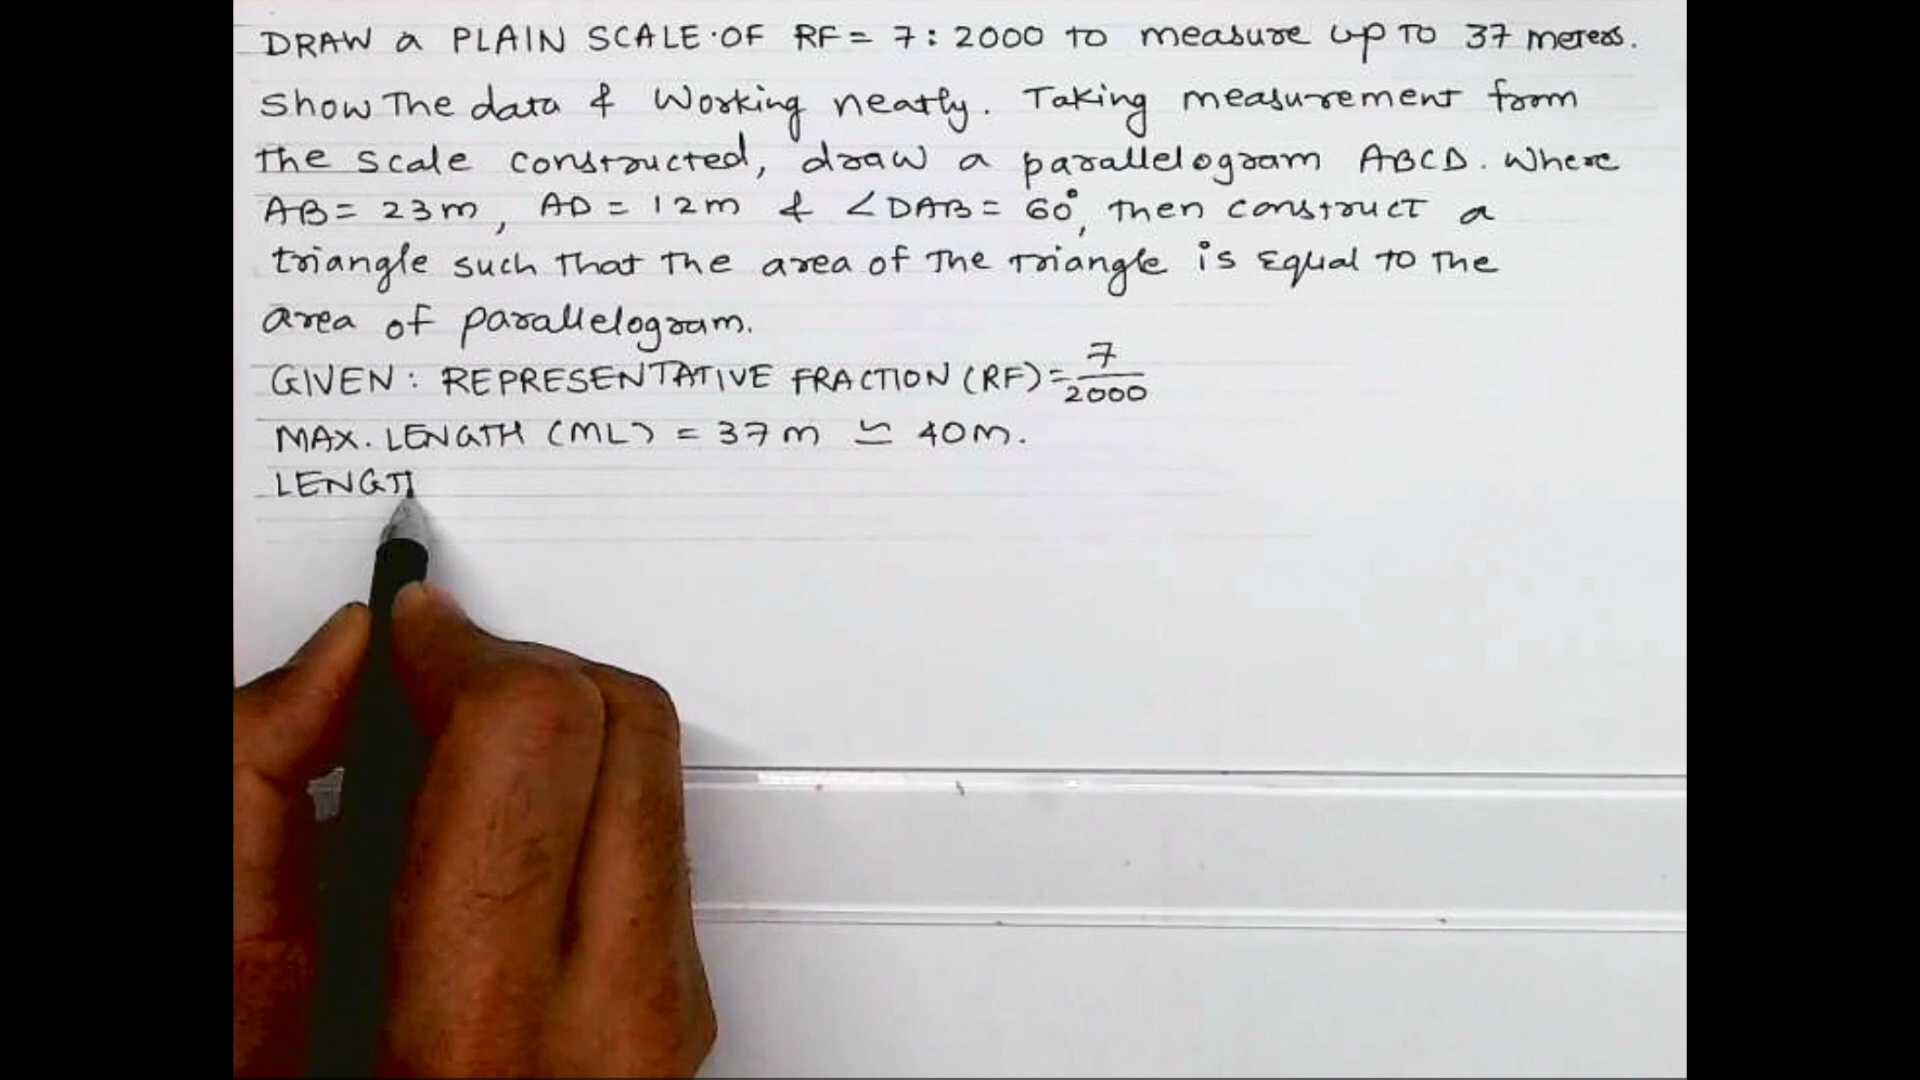 DRAW a PLAIN SCALE OF RF = 7 : 2000 to measure up to 37 meters.
Show The data & Working neatly. Taking measurement from
the scale constructed, draw a parallelogram ABCD. Where
AB = 23m, AD = 12m & ∠DAB = 60°, then construct a
triangle such that the area of the triangle is equal to the
area of parallelogram.
GIVEN : REPRESENTATIVE FRACTION (RF) = 7/2000
MAX. LENGTH (ML) = 37m ≃ 40m.
LENGT